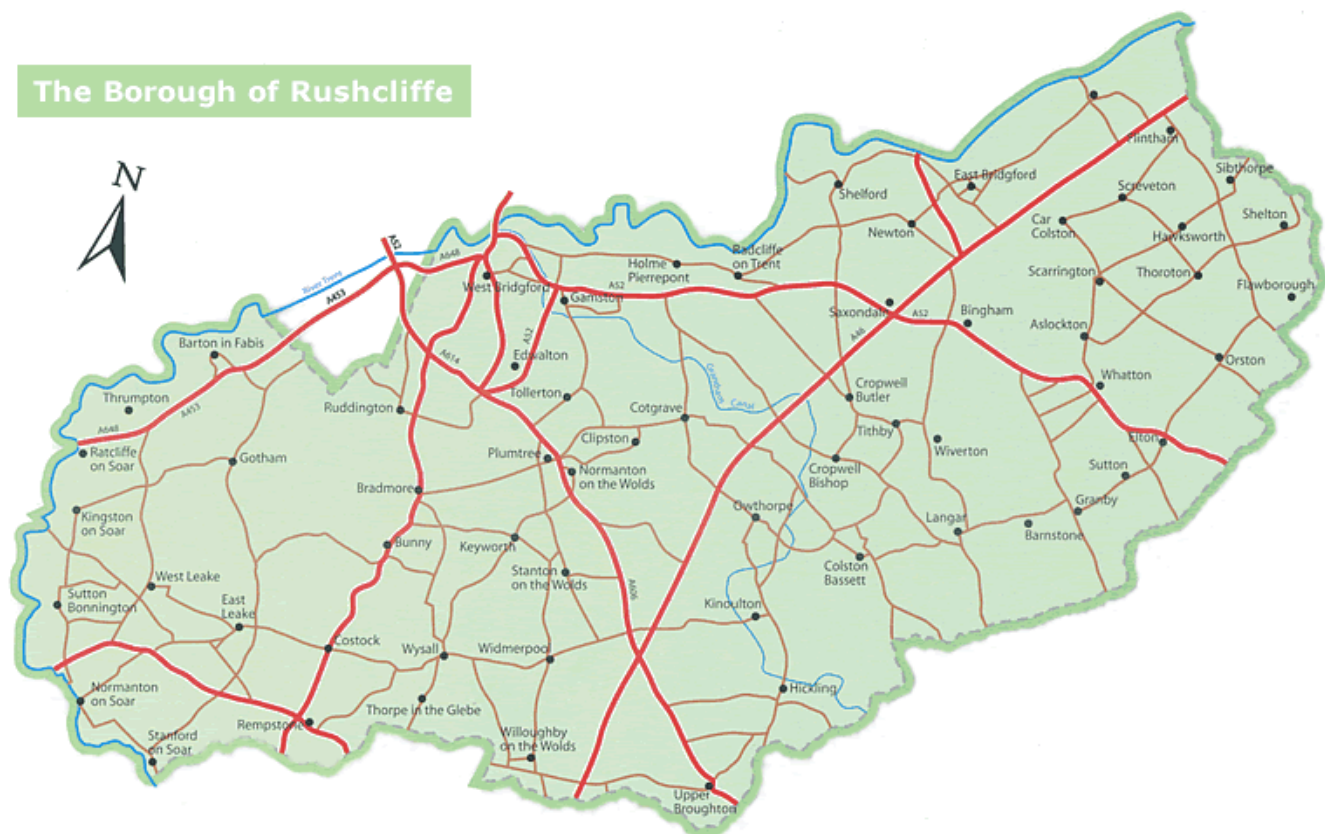 The Borough of Rushcliffe
N
Flintham
Sibthorpe
East Bridgford
Screveton
Shelford
Shelton
Car
Colston
Newton
Hawksworth
A52
A648
Radcliffe
on Trent
Holme
Pierrepont
Scarrington
Thoroton
River Trent
A453
West Bridgford
A52
Gamston
Flawborough
Saxondale
A52
Bingham
A46
Aslockton
Barton in Fabis
A614
A52
Edwalton
Orston
Grantham
Canal
Whatton
Thrumpton
A453
Ruddington
Tollerton
Cotgrave
Cropwell
Butler
A648
Clipston
Tithby
Elton
Ratcliffe
on Soar
Gotham
Plumtree
Wiverton
Normanton
on the Wolds
Cropwell
Bishop
Sutton
Bradmore
Granby
Kingston
on Soar
Owthorpe
Langar
Bunny
Keyworth
Barnstone
Stanton
on the Wolds
Colston
Bassett
West Leake
A606
Sutton
Bonnington
East
Leake
Kinoulton
Costock
Wysall
Widmerpool
Normanton
on Soar
Hickling
Thorpe in the Glebe
Rempstone
Stanford
on Soar
Willoughby
on the Wolds
Upper
Broughton